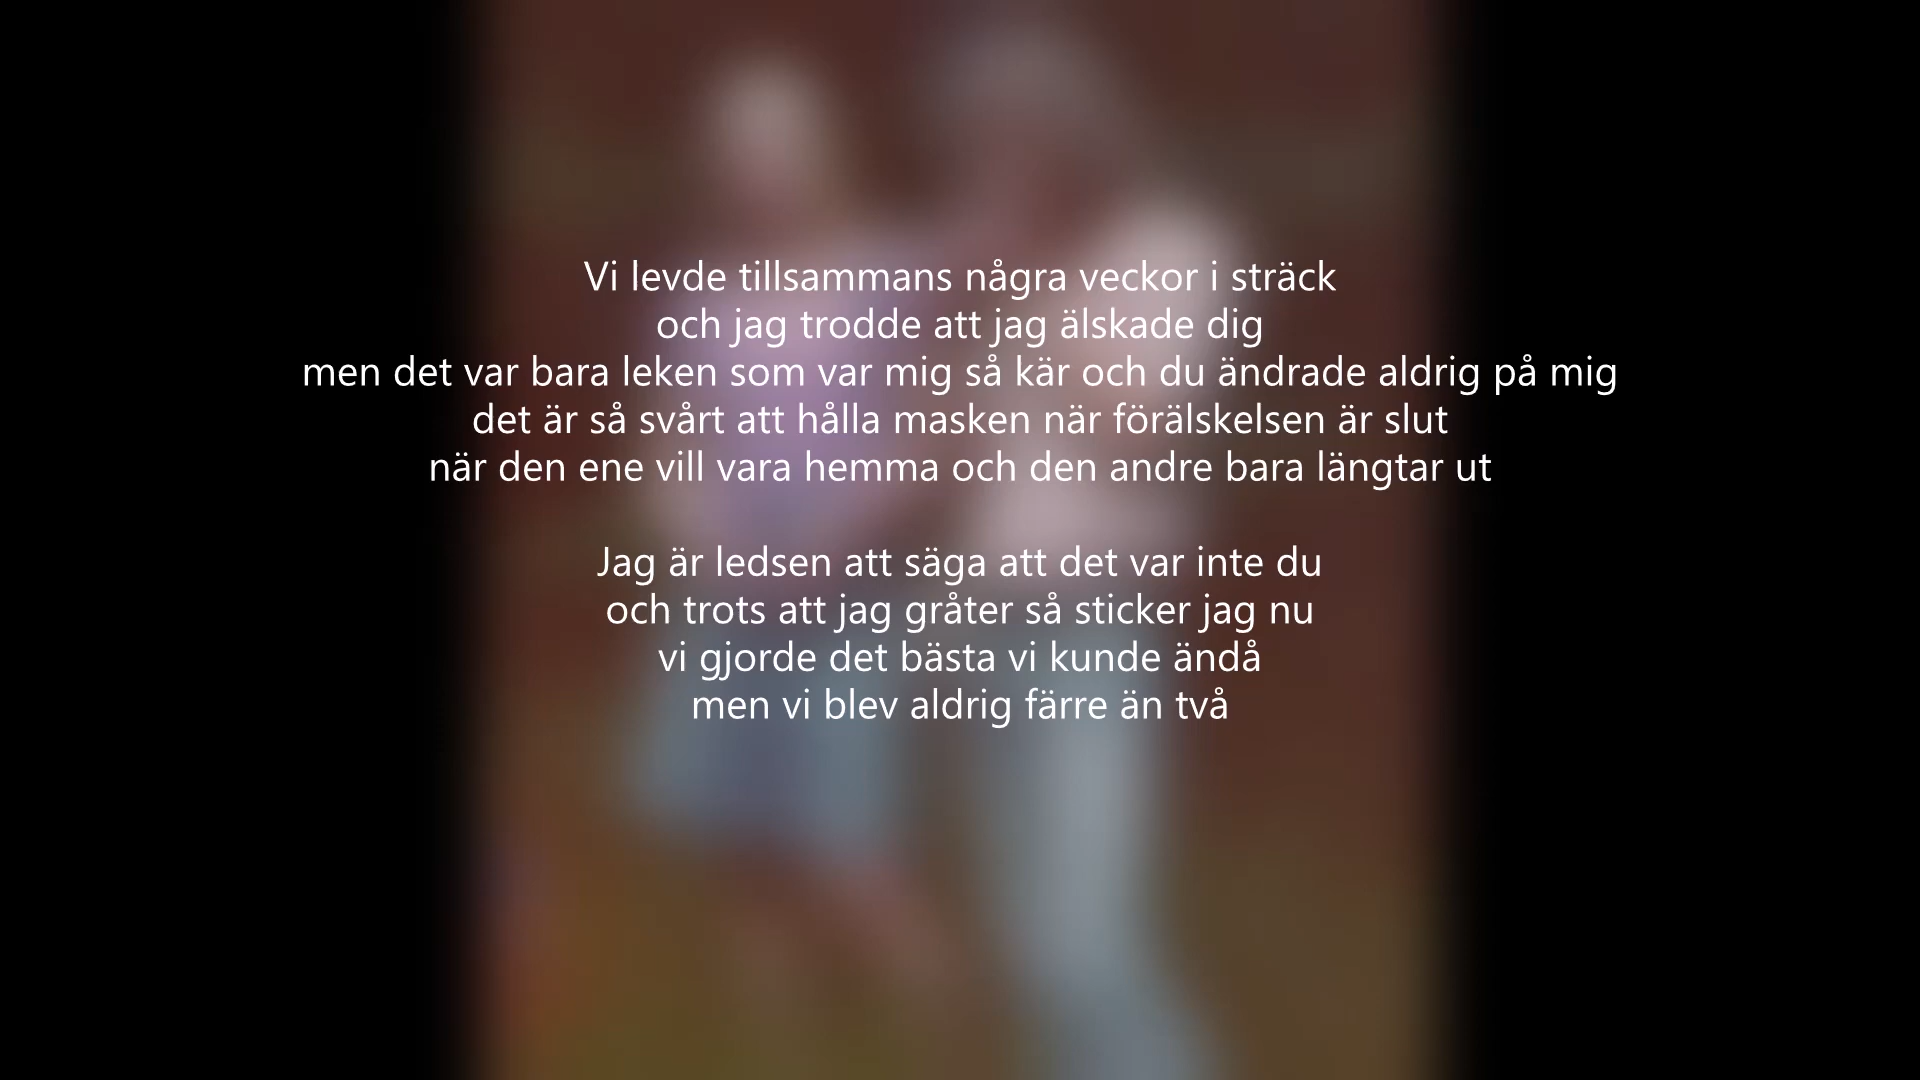 Vi levde tillsammans några veckor i sträck
och jag trodde att jag älskade dig
men det var bara leken som var mig så kär och du ändrade aldrig på mig
det är så svårt att hålla masken när förälskelsen är slut
när den ene vill vara hemma och den andre bara längtar ut

Jag är ledsen att säga att det var inte du
och trots att jag gråter så sticker jag nu
vi gjorde det bästa vi kunde ändå
men vi blev aldrig färre än två